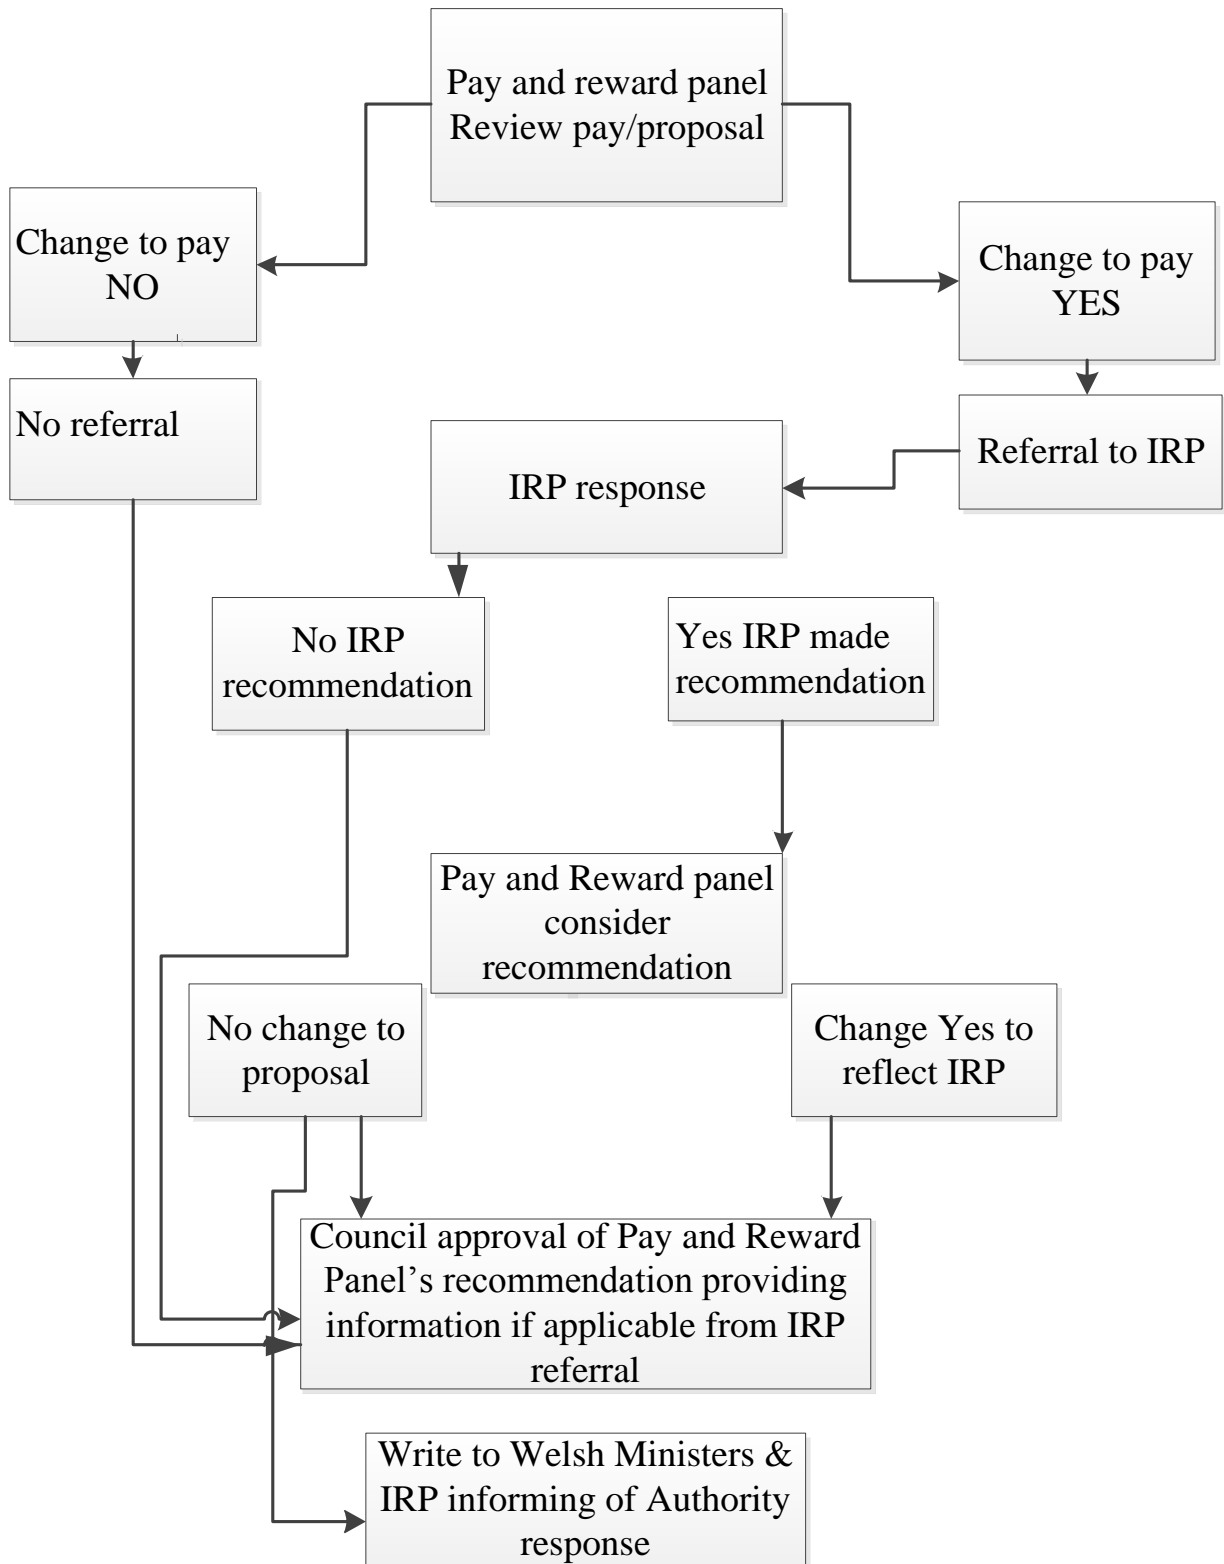 Pay and reward panel
Review pay/proposal
Change to pay
NO
Change to pay
YES
No referral
Referral to IRP
IRP response
No IRP
recommendation
Yes IRP made
recommendation
Pay and Reward panel
consider
recommendation
No change to
proposal
Change Yes to
reflect IRP
Council approval of Pay and Reward
Panel’s recommendation providing
information if applicable from IRP
referral
Write to Welsh Ministers &
IRP informing of Authority
response